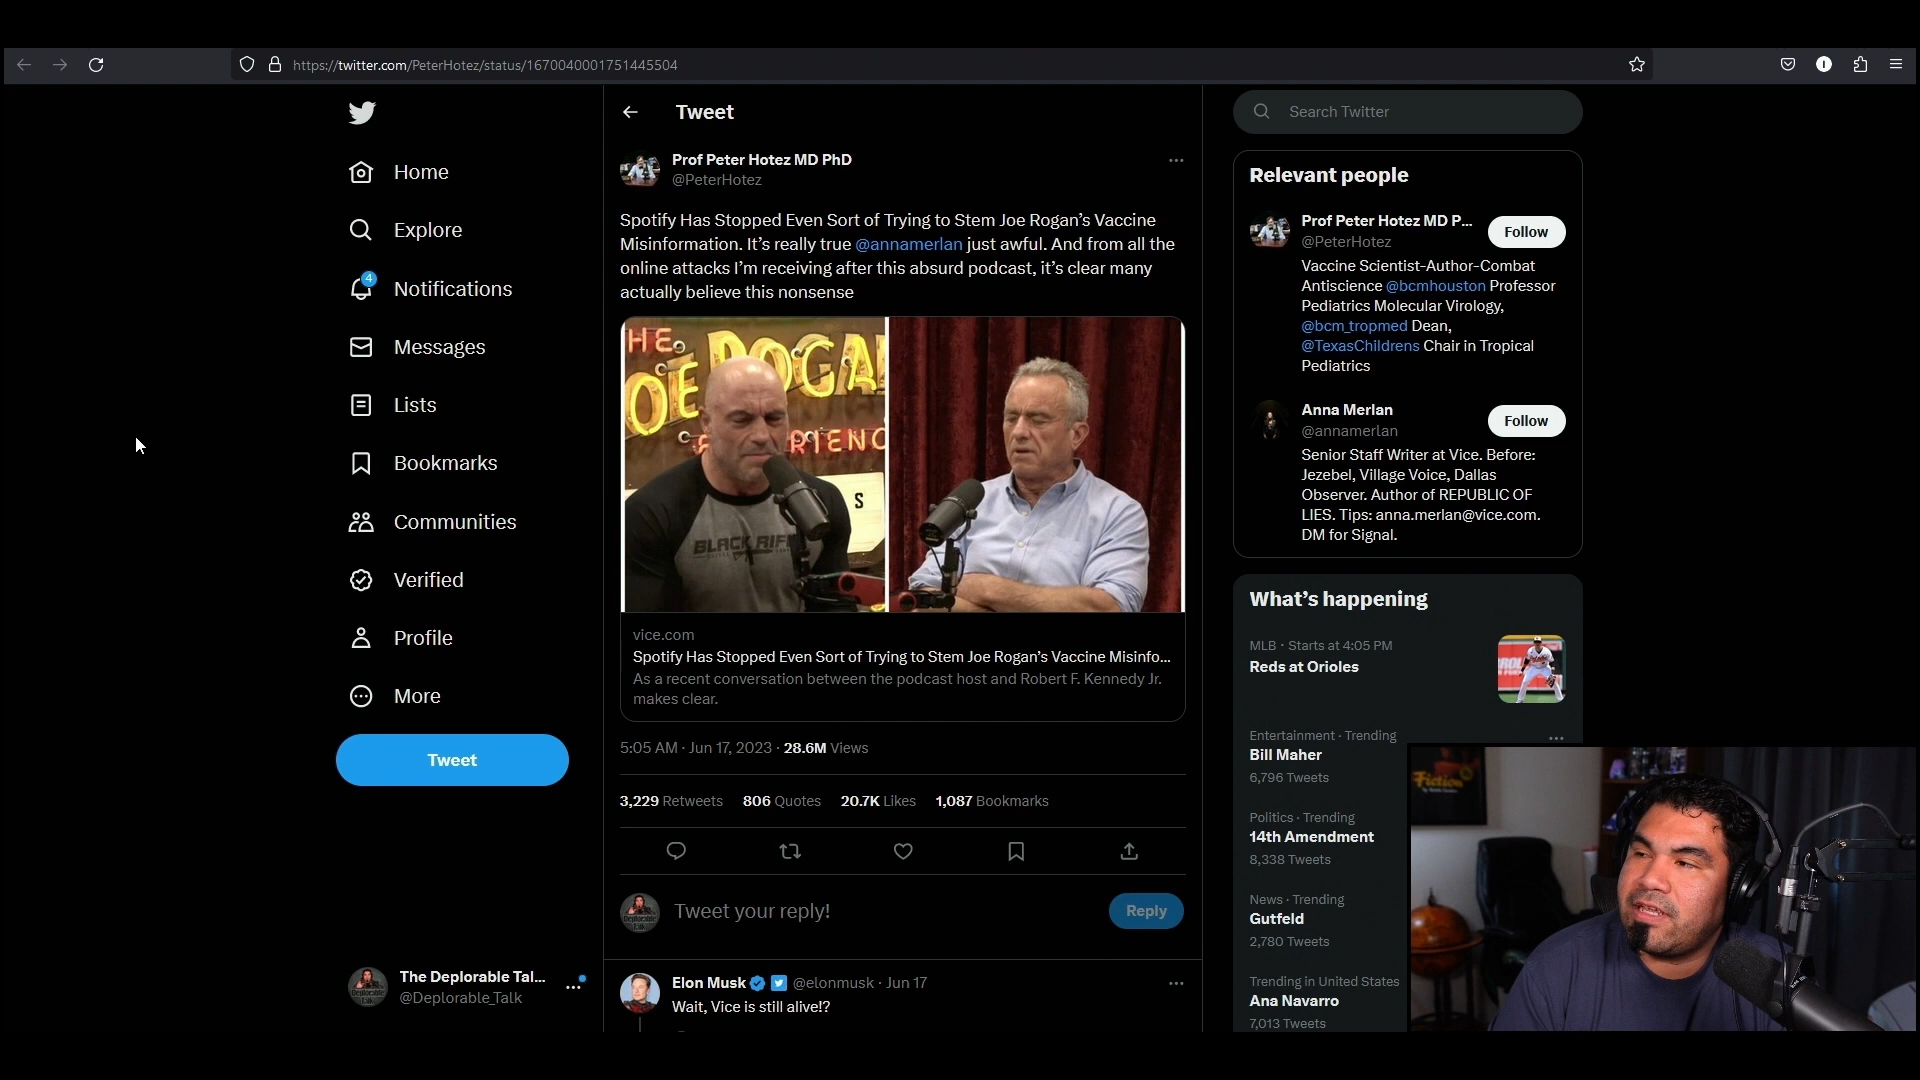 https://twitter.com/PeterHotez/status/1670040001751445504
Home
Explore
4
Notifications
Messages
Lists
Bookmarks
Communities
Verified
Profile
More
Tweet
The Deplorable Tal...
@Deplorable_Talk
Tweet
Prof Peter Hotez MD PhD
@PeterHotez
Spotify Has Stopped Even Sort of Trying to Stem Joe Rogan’s Vaccine
Misinformation. It’s really true @annamerlan just awful. And from all the
online attacks I’m receiving after this absurd podcast, it’s clear many
actually believe this nonsense
HE
OE ROGAN
RIENC
S
BLACK RIF
vice.com
Spotify Has Stopped Even Sort of Trying to Stem Joe Rogan’s Vaccine Misinfo...
As a recent conversation between the podcast host and Robert F. Kennedy Jr.
makes clear.
5:05 AM · Jun 17, 2023 · 28.6M Views
3,229 Retweets 806 Quotes 20.7K Likes 1,087 Bookmarks
Tweet your reply!
Reply
Elon Musk @elonmusk · Jun 17
Wait, Vice is still alive!?
Search Twitter
Relevant people
Prof Peter Hotez MD P...
@PeterHotez
Follow
Vaccine Scientist-Author-Combat
Antiscience @bcmhouston Professor
Pediatrics Molecular Virology,
@bcm_tropmed Dean,
@TexasChildrens Chair in Tropical
Pediatrics
Anna Merlan
@annamerlan
Follow
Senior Staff Writer at Vice. Before:
Jezebel, Village Voice, Dallas
Observer. Author of REPUBLIC OF
LIES. Tips: anna.merlan@vice.com.
DM for Signal.
What’s happening
MLB · Starts at 4:05 PM
Reds at Orioles
Entertainment · Trending
Bill Maher
6,796 Tweets
Politics · Trending
14th Amendment
8,338 Tweets
News · Trending
Gutfeld
2,780 Tweets
Trending in United States
Ana Navarro
7,013 Tweets
Fiction